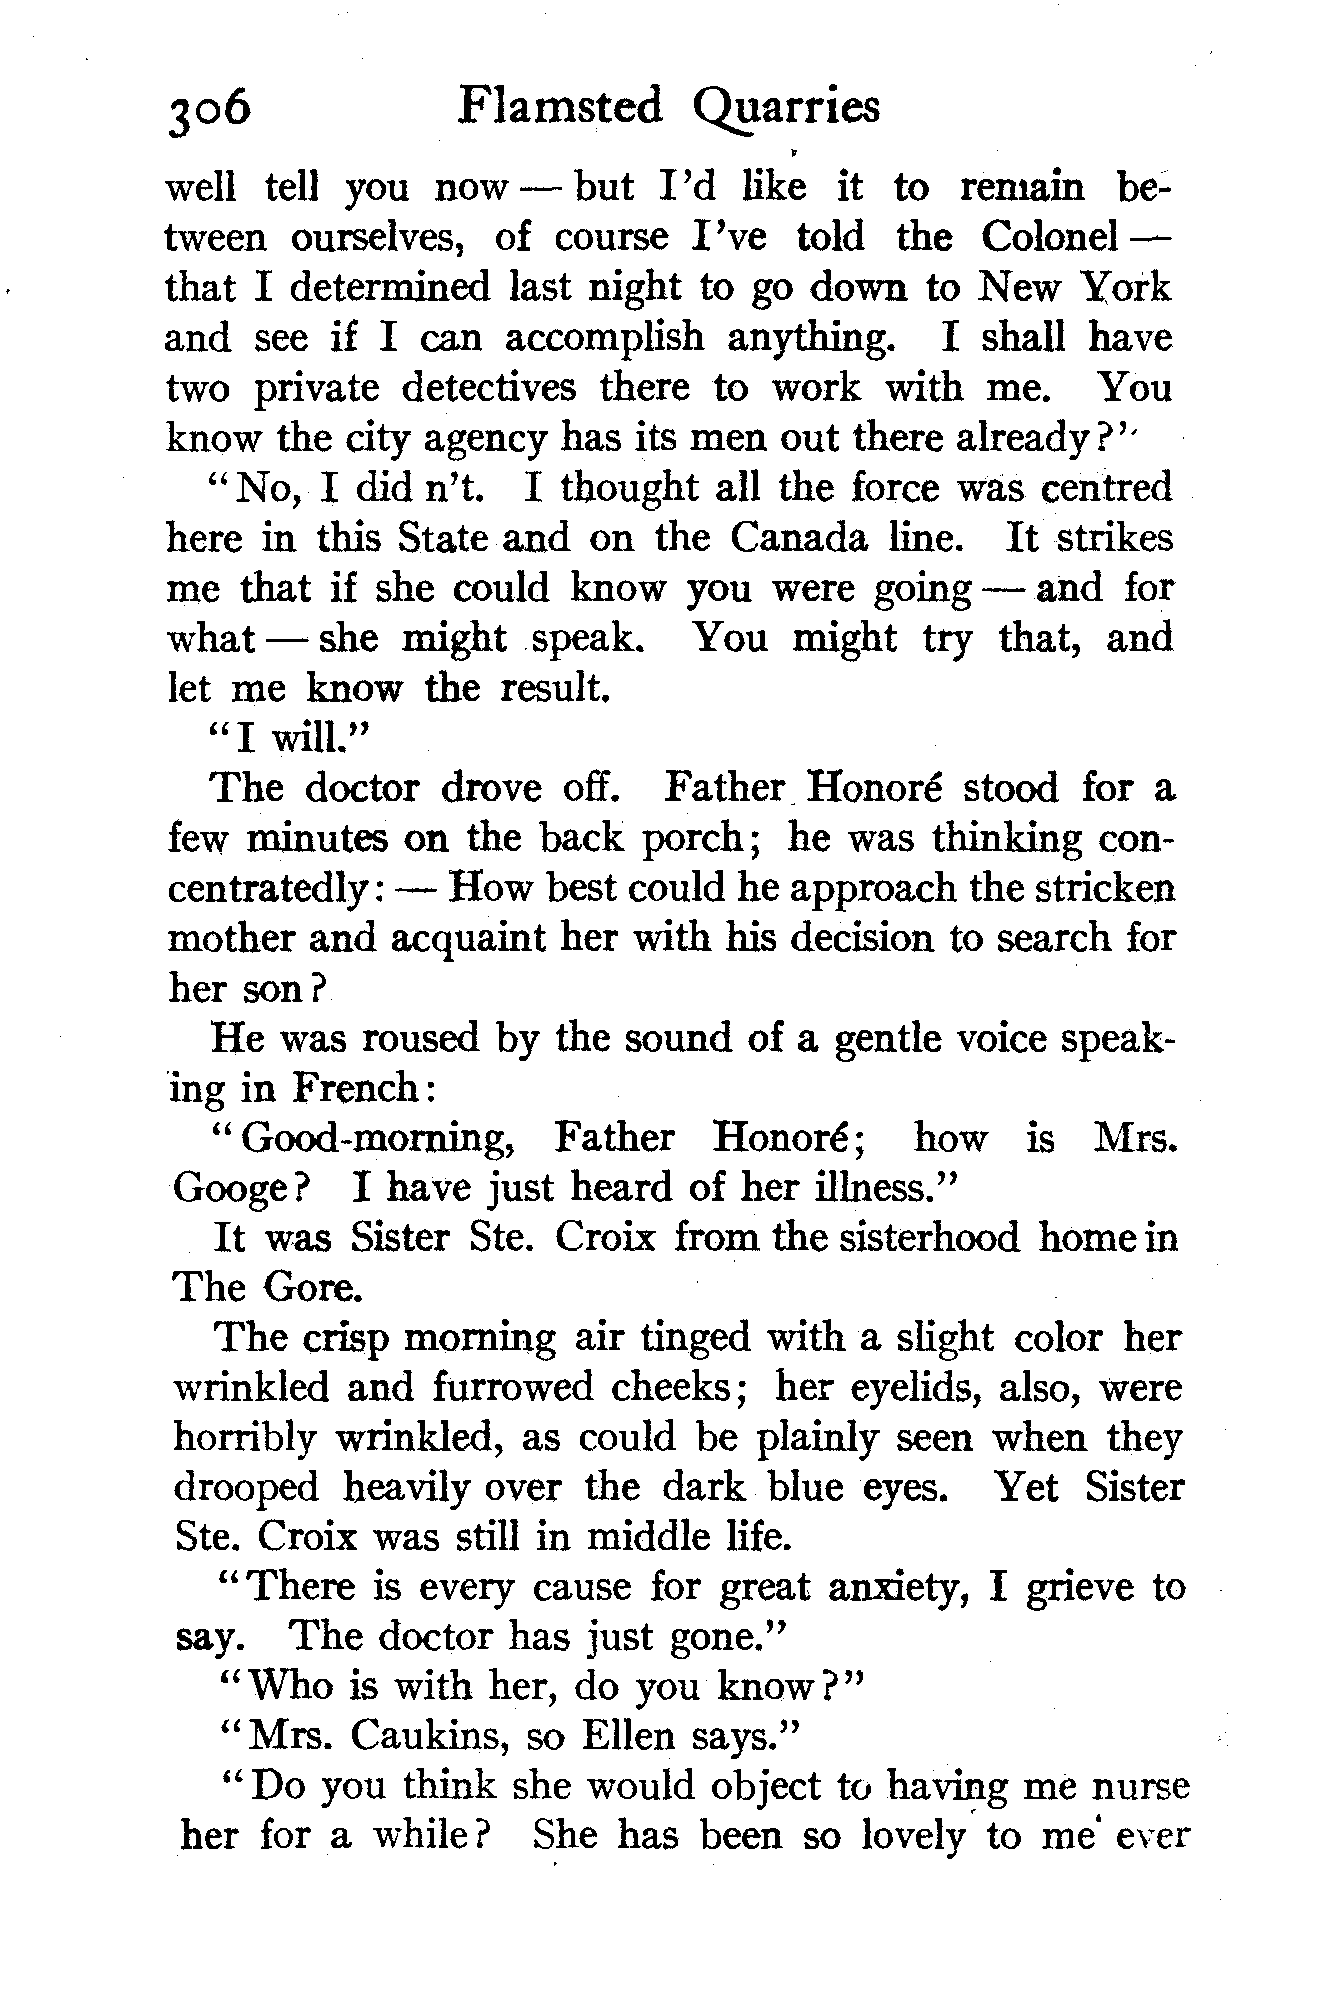 306 Flamsted Quarries
well tell you now — but I'd like it to remain be-
tween ourselves, of course I've told the Colonel —
that I determined last night to go down to New York
and see if I can accomplish anything. I shall have
two private detectives there to work with me. You
know the city agency has its men out there already?"
"No, I did n't. I thought all the force was centred
here in this State and on the Canada line. It strikes
me that if she could know you were going — and for
what — she might speak. You might try that, and
let me know the result.
"I will."
The doctor drove off. Father Honoré stood for a
few minutes on the back porch; he was thinking con-
centratedly: — How best could he approach the stricken
mother and acquaint her with his decision to search for
her son?
He was roused by the sound of a gentle voice speak-
ing in French:
"Good-morning, Father Honoré; how is Mrs.
Googe? I have just heard of her illness."
It was Sister Ste. Croix from the sisterhood home in
The Gore.
The crisp morning air tinged with a slight color her
wrinkled and furrowed cheeks; her eyelids, also, were
horribly wrinkled, as could be plainly seen when they
drooped heavily over the dark blue eyes. Yet Sister
Ste. Croix was still in middle life.
"There is every cause for great anxiety, I grieve to
say. The doctor has just gone."
"Who is with her, do you know?"
"Mrs. Caukins, so Ellen says."
"Do you think she would object to having me nurse
her for a while? She has been so lovely to me ever